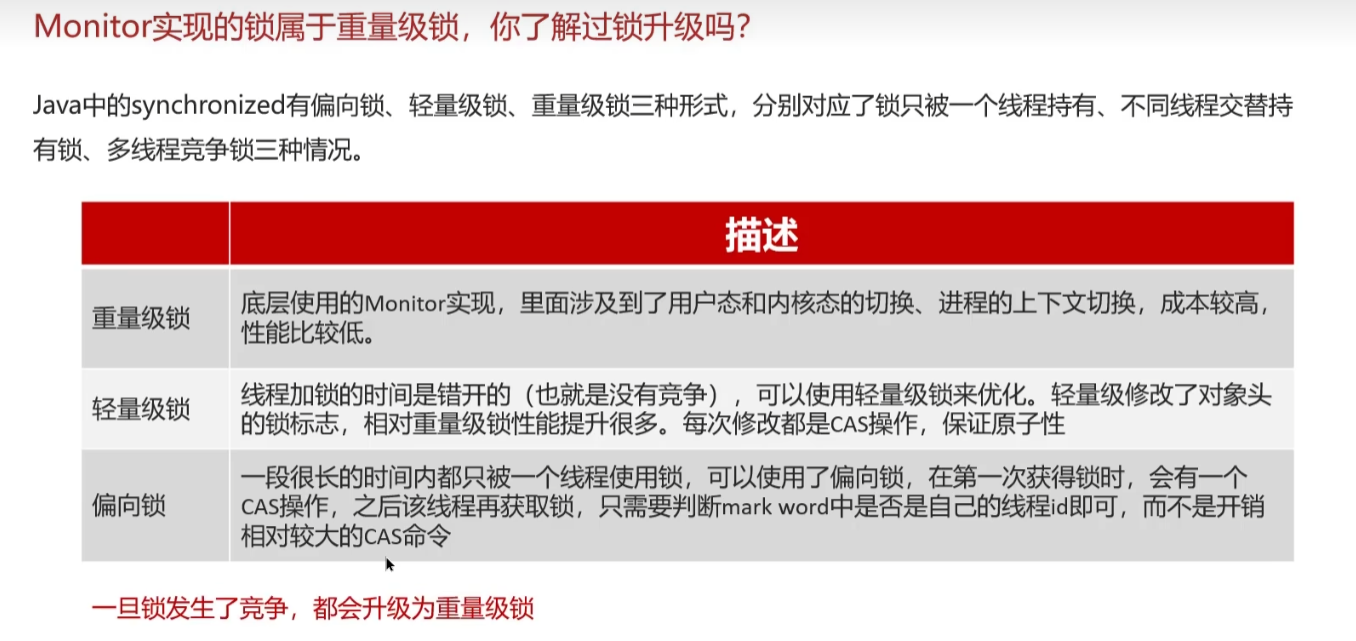 Monitor实现的锁属于重量级锁，你了解过锁升级吗？
Java中的synchronized有偏向锁、轻量级锁、重量级锁三种形式，分别对应了锁只被一个线程持有、不同线程交替持
有锁、多线程竞争锁三种情况。
描述
重量级锁
底层使用的Monitor实现，里面涉及到了用户态和内核态的切换、进程的上下文切换，成本较高，
性能比较低。
轻量级锁
线程加锁的时间是错开的（也就是没有竞争），可以使用轻量级锁来优化。轻量级修改了对象头
的锁标志，相对重量级锁性能提升很多。每次修改都是CAS操作，保证原子性
偏向锁
一段很长的时间内都只被一个线程使用锁，可以使用了偏向锁，在第一次获得锁时，会有一个
CAS操作，之后该线程再获取锁，只需要判断mark word中是否是自己的线程id即可，而不是开销
相对较大的CAS命令
一旦锁发生了竞争，都会升级为重量级锁